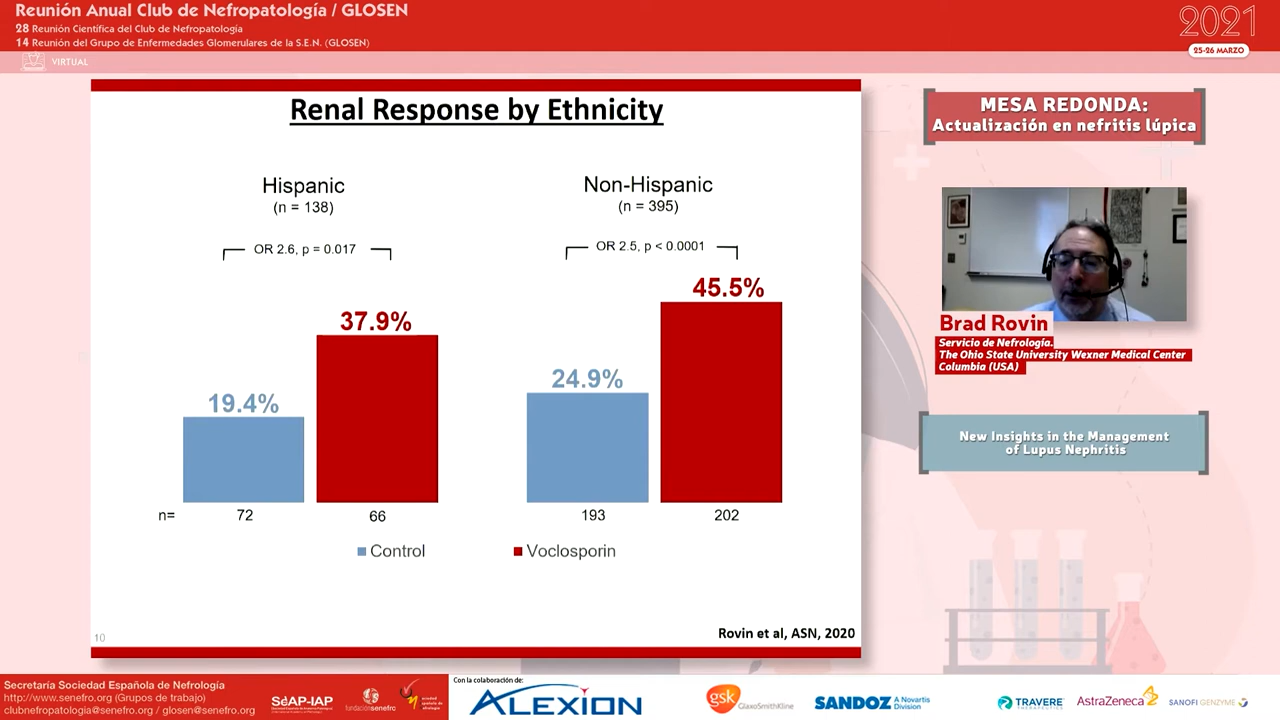 Reunión Anual Club de Nefropatología / GLOSEN
28 Reunión Científica del Club de Nefropatología
14 Reunión del Grupo de Enfermedades Glomerulares de la S.E.N. (GLOSEN)
VIRTUAL
2021
25-26 MARZO
Renal Response by Ethnicity
Hispanic
(n = 138)
Non-Hispanic
(n = 395)
OR 2.6, p = 0.017
OR 2.5, p < 0.0001
19.4%
37.9%
24.9%
45.5%
n=
72
66
193
202
Control
Voclosporin
10
Rovin et al, ASN, 2020
MESA REDONDA:
Actualización en nefritis lúpica
Brad Rovin
Servicio de Nefrología.
The Ohio State University Wexner Medical Center
Columbia (USA)
New Insights in the Management
of Lupus Nephritis
Secretaría Sociedad Española de Nefrología
http://www.senefro.org (Grupos de trabajo)
clubnefropatologia@senefro.org / glosen@senefro.org
SEAP-IAP
fundaciónsenefro
Con la colaboración de:
ALEXION
gsk
GlaxoSmithKline
SANDOZ
A Novartis
Division
TRAVERE
THERAPEUTICS
AstraZeneca
SANOFI GENZYME